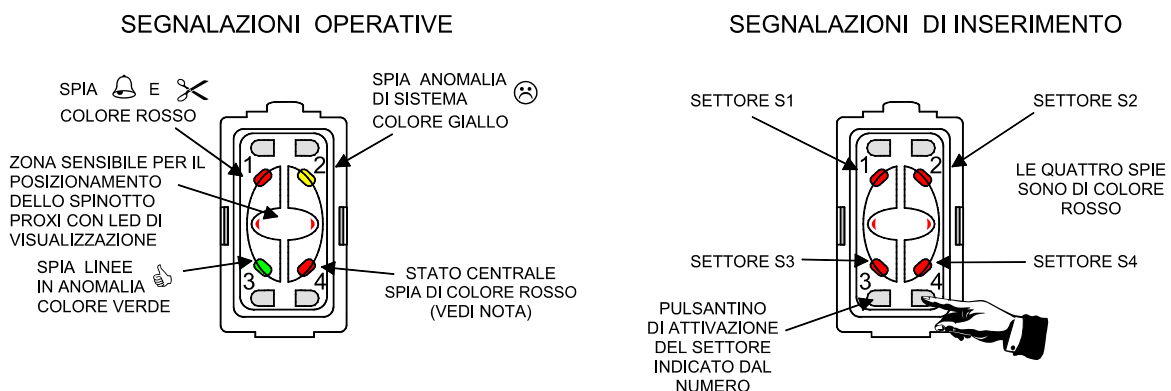 SEGNALAZIONI OPERATIVE
SPIA E
COLORE ROSSO
SPIA ANOMALIA
DI SISTEMA
COLORE GIALLO
ZONA SENSIBILE PER IL
POSIZIONAMENTO
DELLO SPINOTTO
PROXI CON LED DI
VISUALIZZAZIONE
SPIA LINEE
IN ANOMALIA
COLORE VERDE
1
2
3
4
STATO CENTRALE
SPIA DI COLORE ROSSO
(VEDI NOTA)
SEGNALAZIONI DI INSERIMENTO
SETTORE S1
SETTORE S2
LE QUATTRO SPIE
SONO DI COLORE
ROSSO
1
2
3
4
SETTORE S3
SETTORE S4
PULSANTINO
DI ATTIVAZIONE
DEL SETTORE
INDICATO DAL
NUMERO